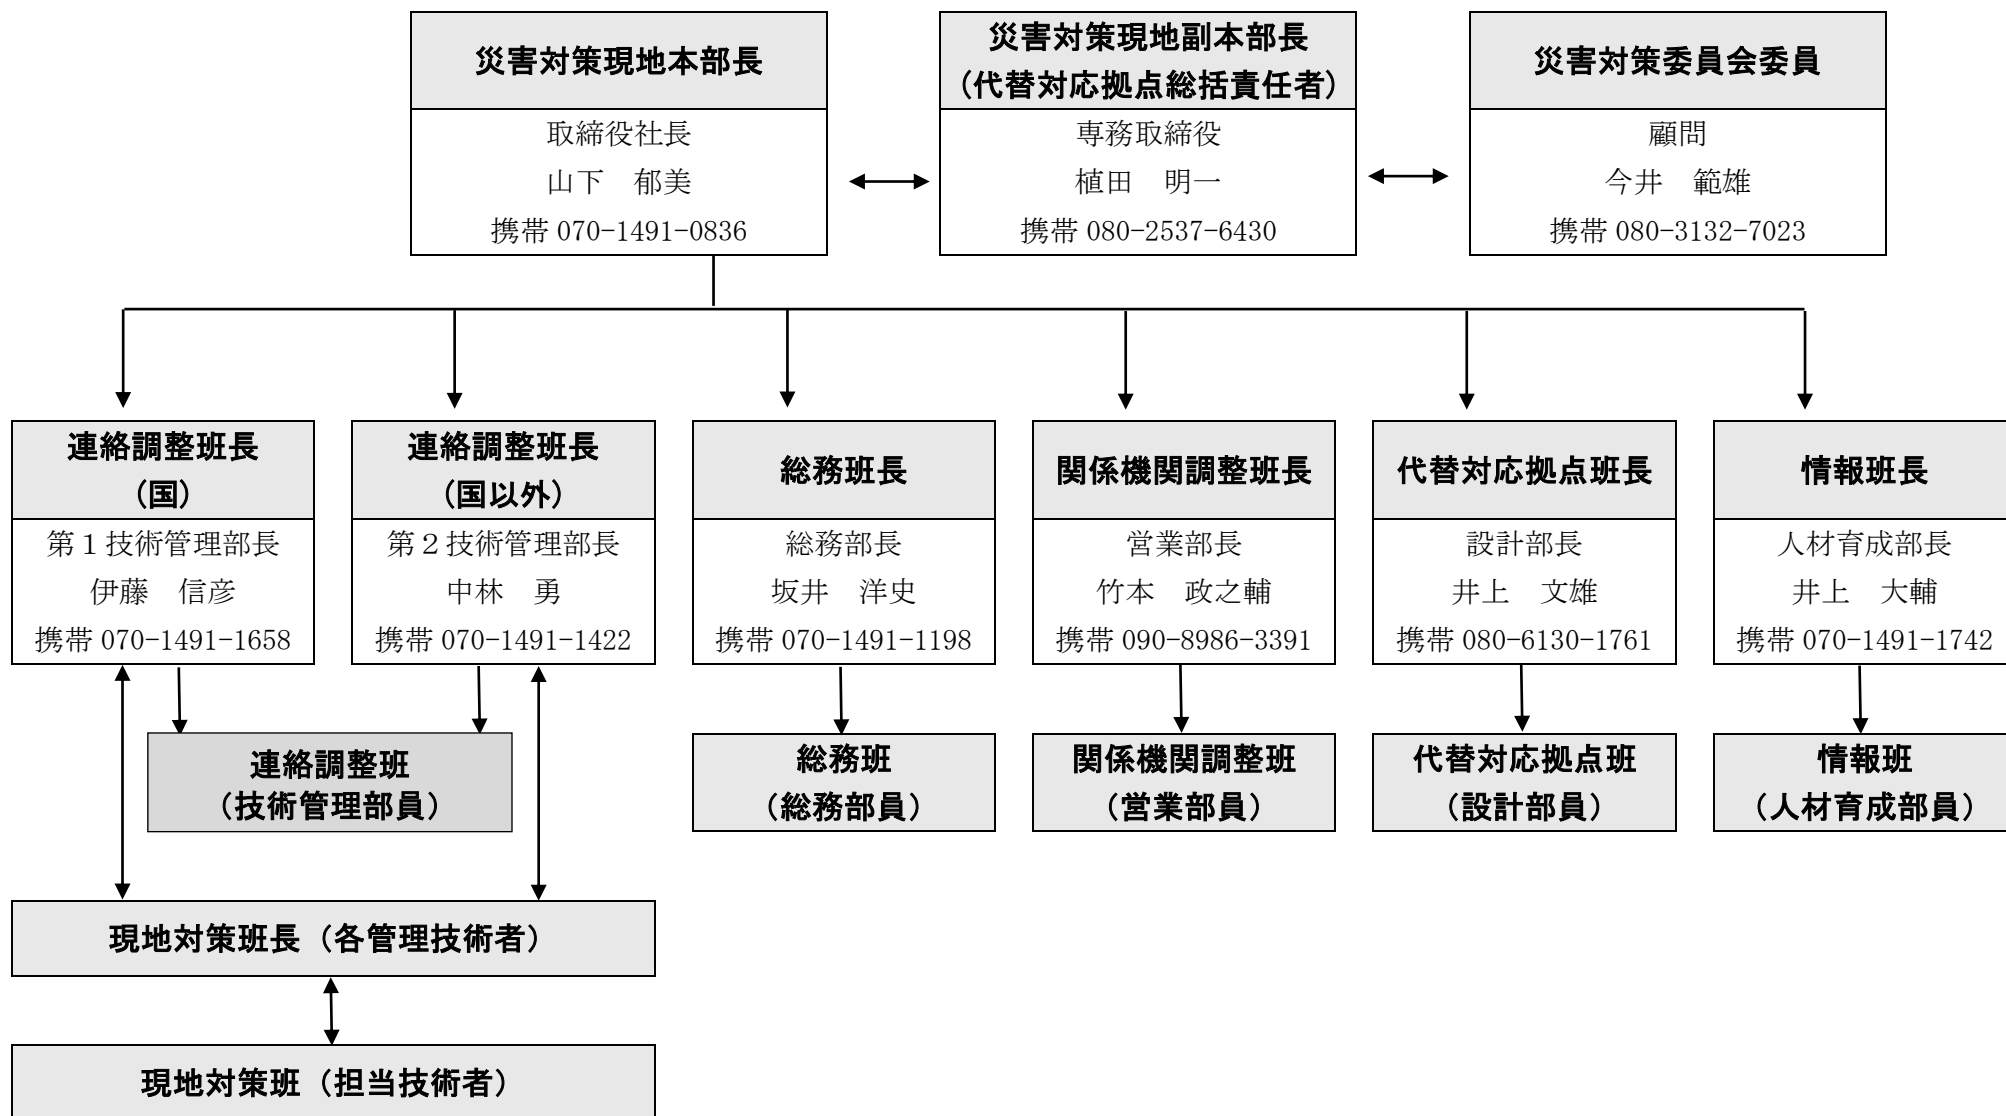 災害対策現地本部長
取締役社長
山下　郁美
携帯 070-1491-0836
災害対策現地副本部長
（代替対応拠点総括責任者）
専務取締役
植田　明一
携帯 080-2537-6430
災害対策委員会委員
顧問
今井　範雄
携帯 080-3132-7023
連絡調整班長
（国）
第１技術管理部長
伊藤　信彦
携帯 070-1491-1658
連絡調整班長
（国以外）
第２技術管理部長
中林　勇
携帯 070-1491-1422
総務班長
総務部長
坂井　洋史
携帯 070-1491-1198
関係機関調整班長
営業部長
竹本　政之輔
携帯 090-8986-3391
代替対応拠点班長
設計部長
井上　文雄
携帯 080-6130-1761
情報班長
人材育成部長
井上　大輔
携帯 070-1491-1742
連絡調整班
（技術管理部員）
総務班
（総務部員）
関係機関調整班
（営業部員）
代替対応拠点班
（設計部員）
情報班
（人材育成部員）
現地対策班長（各管理技術者）
現地対策班（担当技術者）